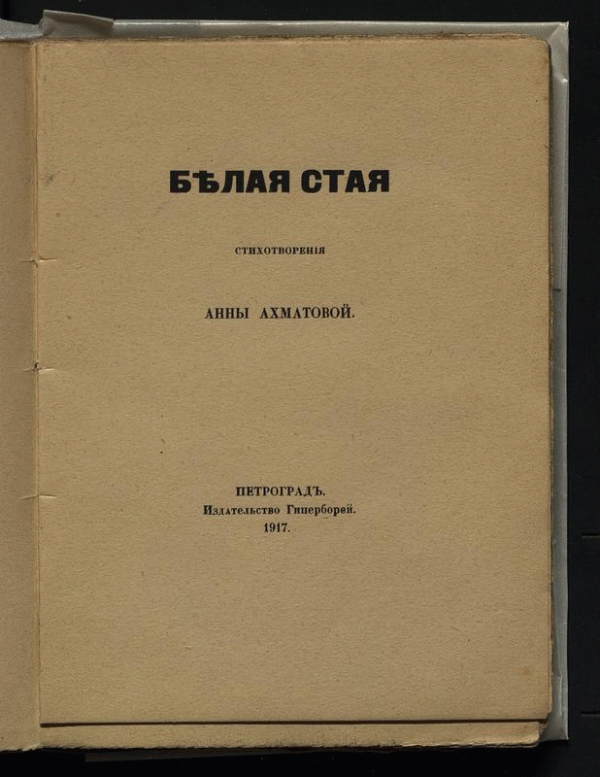 БѢЛАЯ СТАЯ
СТИХОТВОРЕНІЯ
АННЫ АХМАТОВОЙ.
ПЕТРОГРАДЪ.
Издательство Гиперборей.
1917.